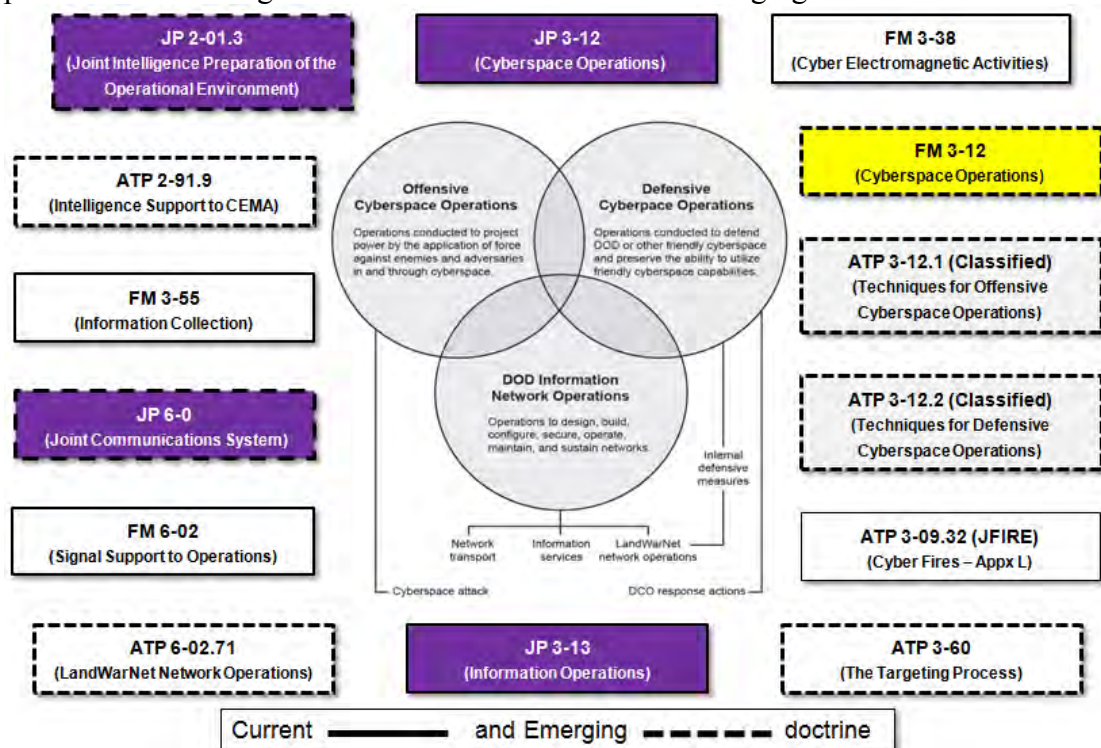 JP 2-01.3
(Joint Intelligence Preparation of the
Operational Environment)
JP 3-12
(Cyberspace Operations)
FM 3-38
(Cyber Electromagnetic Activities)
ATP 2-91.9
(Intelligence Support to CEMA)
FM 3-55
(Information Collection)
JP 6-0
(Joint Communications System)
FM 6-02
(Signal Support to Operations)
ATP 6-02.71
(LandWarNet Network Operations)
Offensive
Cyberspace Operations
Operations conducted to project
power by the application of force
against enemies and adversaries
in and through cyberspace.
Defensive
Cyberpace Operations
Operations conducted to defend
DOD or other friendly cyberspace
and preserve the ability to utilize
friendly cyberspace capabilities.
DOD Information
Network Operations
Operations to design, build,
configure, secure, operate,
maintain, and sustain networks.
Internal
defensive
measures
Network
transport
Information
services
LandWarNet
network operations
Cyberspace attack
DCO response actions
FM 3-12
(Cyberspace Operations)
ATP 3-12.1 (Classified)
(Techniques for Offensive
Cyberspace Operations)
ATP 3-12.2 (Classified)
(Techniques for Defensive
Cyberspace Operations)
ATP 3-09.32 (JFIRE)
(Cyber Fires – Appx L)
JP 3-13
(Information Operations)
ATP 3-60
(The Targeting Process)
Current and Emerging doctrine